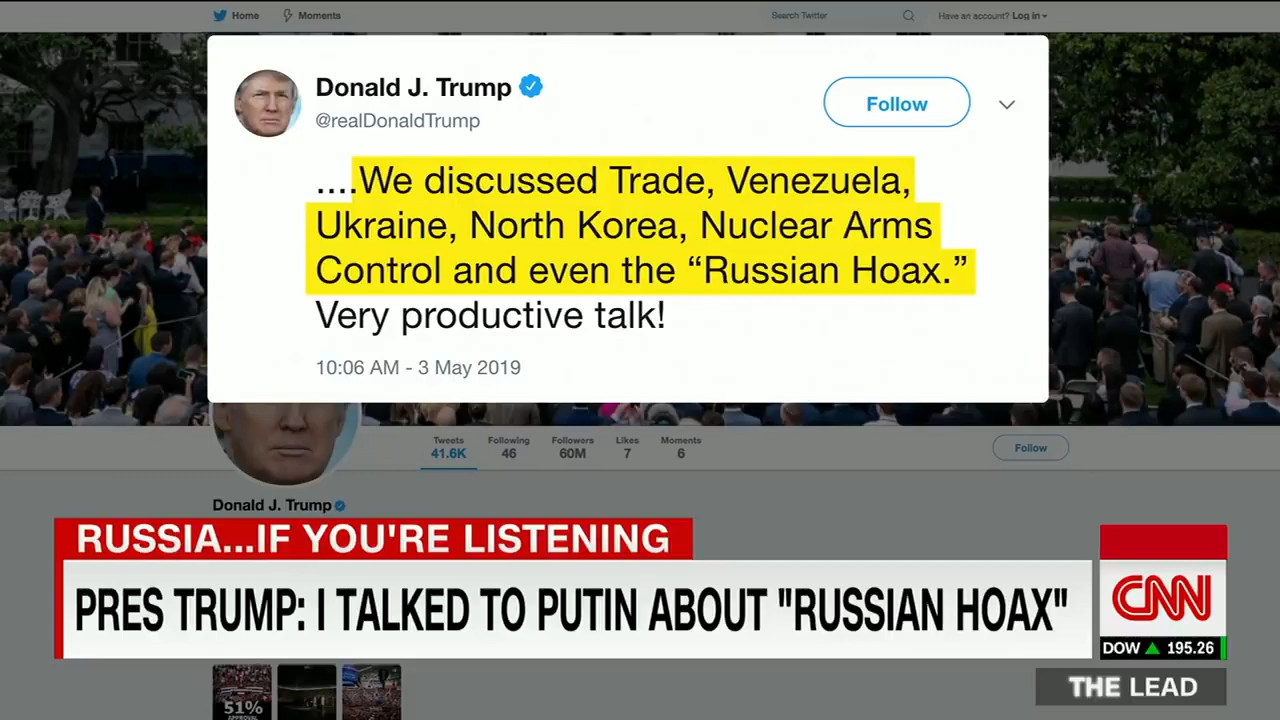 Home
Moments
Search Twitter
Have an account? Log in
Donald J. Trump
@realDonaldTrump
Follow
....We discussed Trade, Venezuela,
Ukraine, North Korea, Nuclear Arms
Control and even the “Russian Hoax.”
Very productive talk!
10:06 AM - 3 May 2019
Tweets
41.6K
Following
46
Followers
60M
Likes
7
Moments
6
Follow
Donald J. Trump
RUSSIA...IF YOU'RE LISTENING
PRES TRUMP: I TALKED TO PUTIN ABOUT "RUSSIAN HOAX"
CNN
DOW 195.26
THE LEAD
51%
APPROVAL